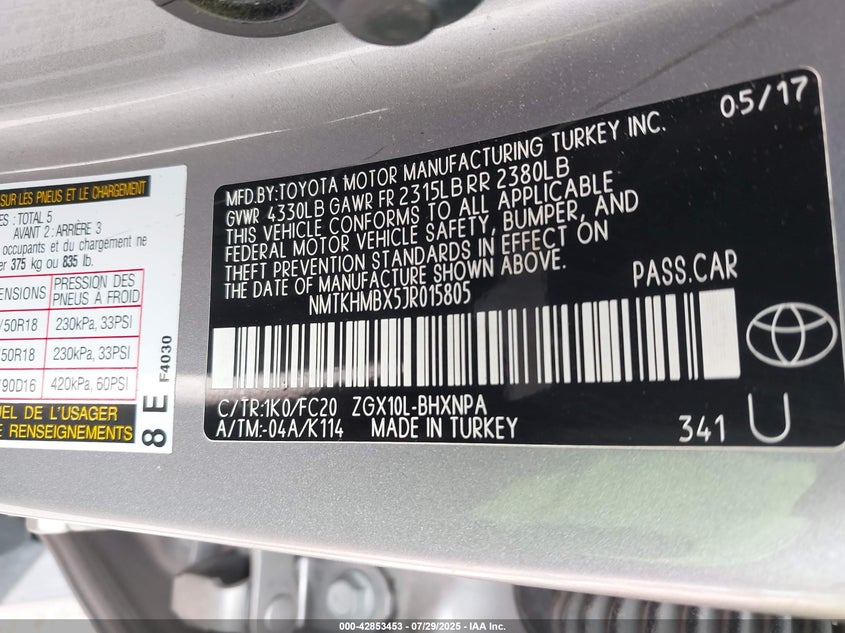 SUR LES PNEUS ET LE CHARGEMENT
ES : TOTAL 5
AVANT 2 : ARRIÈRE 3
occupants et du chargement ne
er 375 kg ou 835 lb.
ENSIONS PRESSION DES PNEUS À FROID
/50R18 230kPa, 33PSI
/50R18 230kPa, 33PSI
/90D16 420kPa, 60PSI
EL DE L'USAGER
E RENSEIGNEMENTS
8 E
F4030
05/17
MFD.BY:TOYOTA MOTOR MANUFACTURING TURKEY INC.
GVWR 4330LB GAWR FR 2315LB RR 2380LB
THIS VEHICLE CONFORMS TO ALL APPLICABLE
FEDERAL MOTOR VEHICLE SAFETY, BUMPER, AND
THEFT PREVENTION STANDARDS IN EFFECT ON
THE DATE OF MANUFACTURE SHOWN ABOVE.
NMTKHMBX5JR015805 PASS.CAR
C/TR:1K0/FC20 ZGX10L-BHXNPA
A/TM:-04A/K114 MADE IN TURKEY
341 U
000-42853453 | 07/29/2025 - IAA Inc.